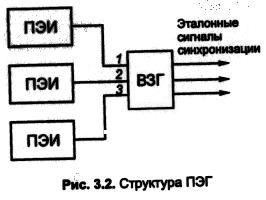 ПЭИ
Эталонные
сигналы
синхронизации
1
ПЭИ
2
ВЗГ
3
ПЭИ
Рис. 3.2. Структура ПЭГ